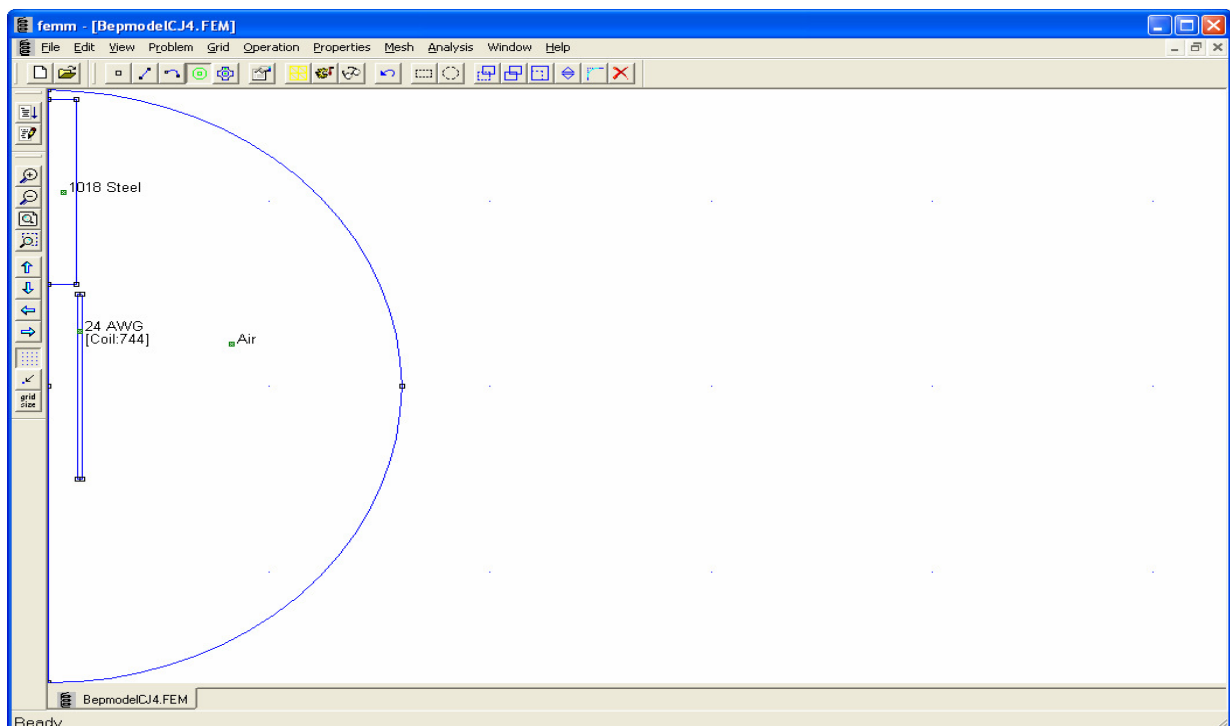 femm - [BepmodelCJ4.FEM]
File Edit View Problem Grid Operation Properties Mesh Analysis Window Help
1018 Steel
24 AWG
[Coil:744]
Air
grid
size
BepmodelCJ4.FEM
Ready